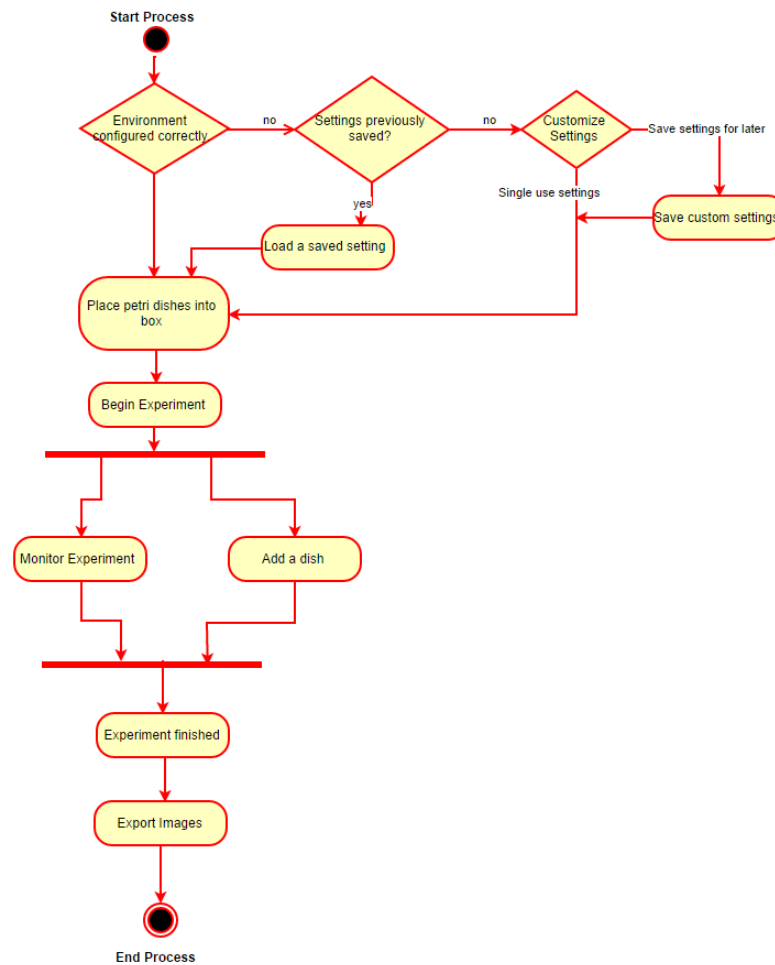 Start Process
Environment
configured correctly
no
Settings previously
saved?
no
Customize
Settings
Save settings for later
yes
Single use settings
Save custom settings
Load a saved setting
Place petri dishes into
box
Begin Experiment
Monitor Experiment
Add a dish
Experiment finished
Export Images
End Process